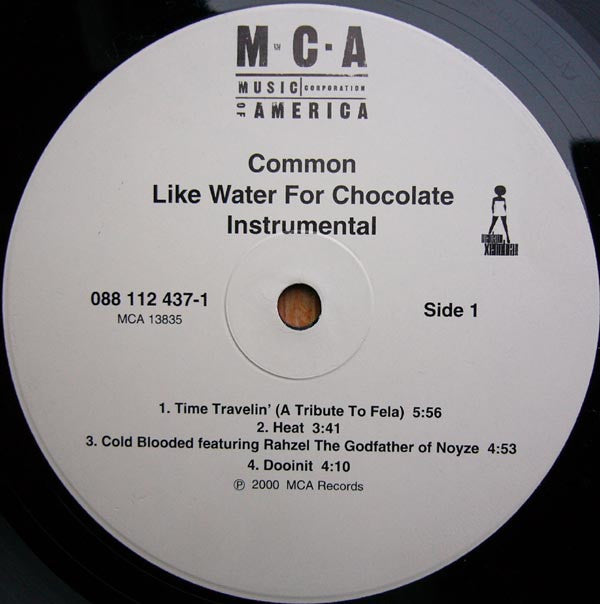 M·C·A
MUSIC CORPORATION
OF AMERICA
Common
Like Water For Chocolate
Instrumental
088 112 437-1
MCA 13835
Side 1
1. Time Travelin' (A Tribute To Fela) 5:56
2. Heat 3:41
3. Cold Blooded featuring Rahzel The Godfather of Noyze 4:53
4. Dooinit 4:10
℗ 2000 MCA Records